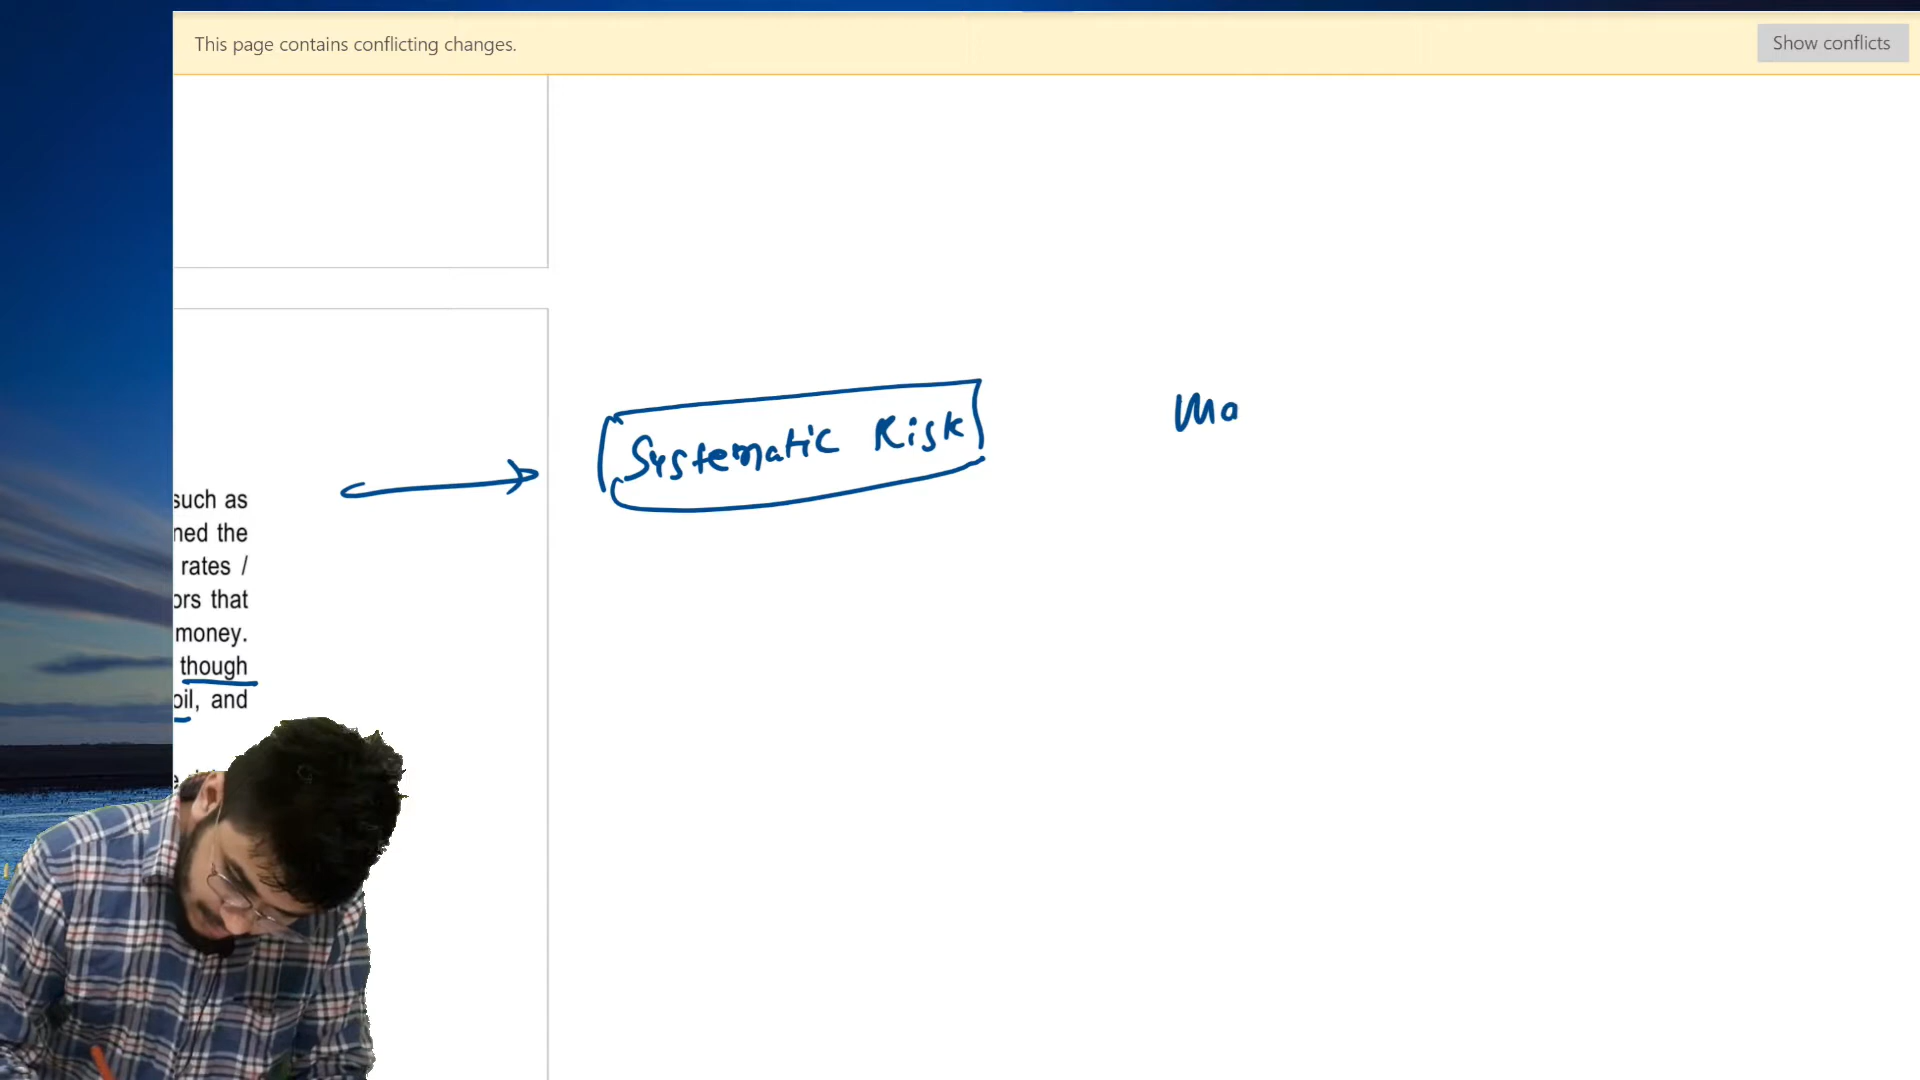 This page contains conflicting changes.
Show conflicts
Systematic Risk
Ma
such as
ned the
rates /
ors that
money.
though
oil, and